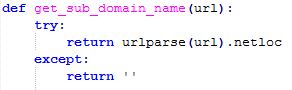 def get_sub_domain_name(url):
    try:
        return urlparse(url).netloc
    except:
        return ''